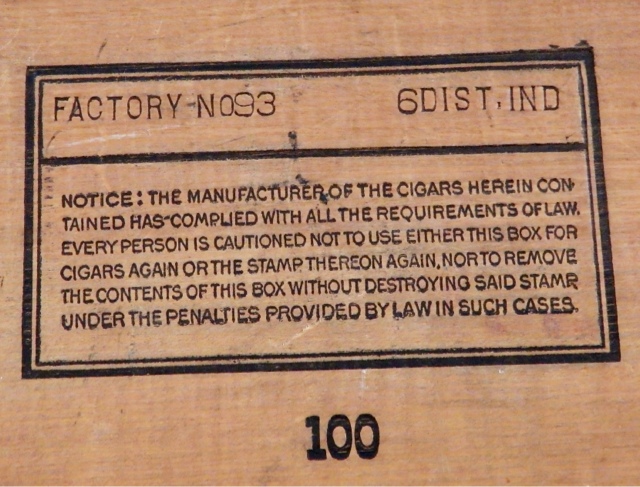 FACTORY NO93 6DIST, IND
NOTICE: THE MANUFACTURER OF THE CIGARS HEREIN CON-
TAINED HAS COMPLIED WITH ALL THE REQUIREMENTS OF LAW.
EVERY PERSON IS CAUTIONED NOT TO USE EITHER THIS BOX FOR
CIGARS AGAIN OR THE STAMP THEREON AGAIN, NOR TO REMOVE
THE CONTENTS OF THIS BOX WITHOUT DESTROYING SAID STAMP,
UNDER THE PENALTIES PROVIDED BY LAW IN SUCH CASES.
100